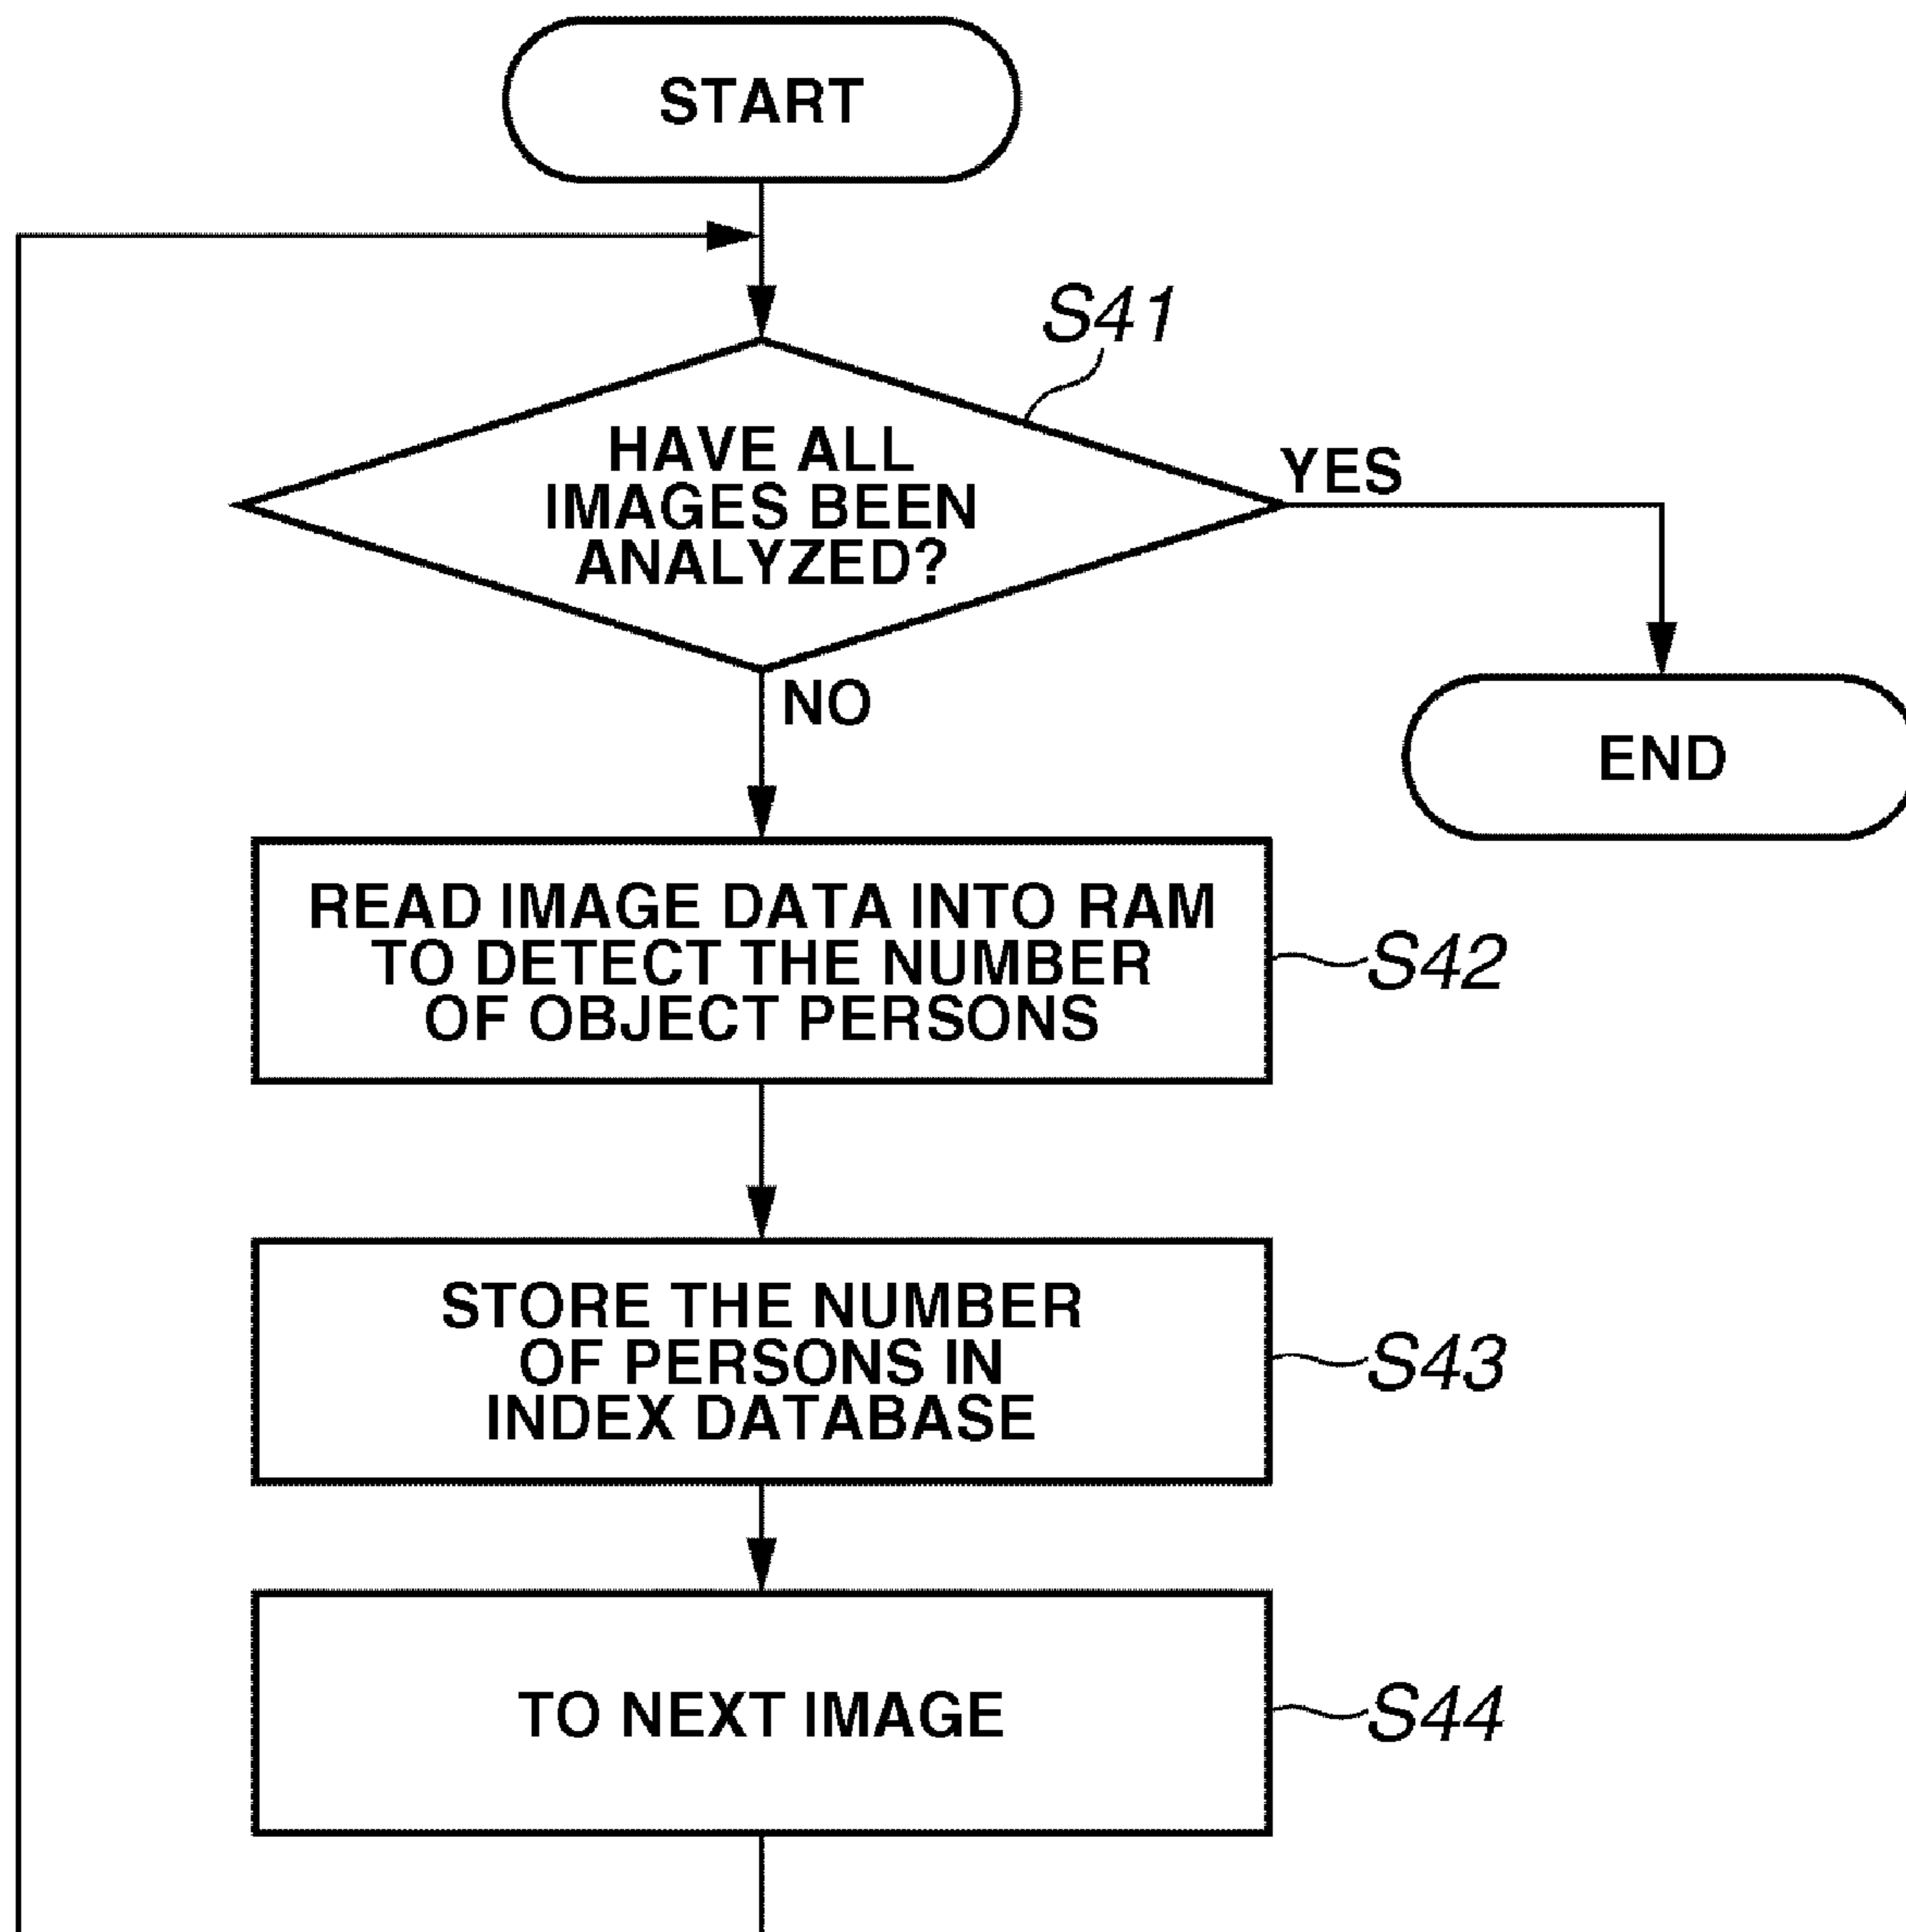 START
S41
HAVE ALL
IMAGES BEEN
ANALYZED?
YES
NO
END
READ IMAGE DATA INTO RAM
TO DETECT THE NUMBER
OF OBJECT PERSONS
S42
STORE THE NUMBER
OF PERSONS IN
INDEX DATABASE
S43
TO NEXT IMAGE
S44